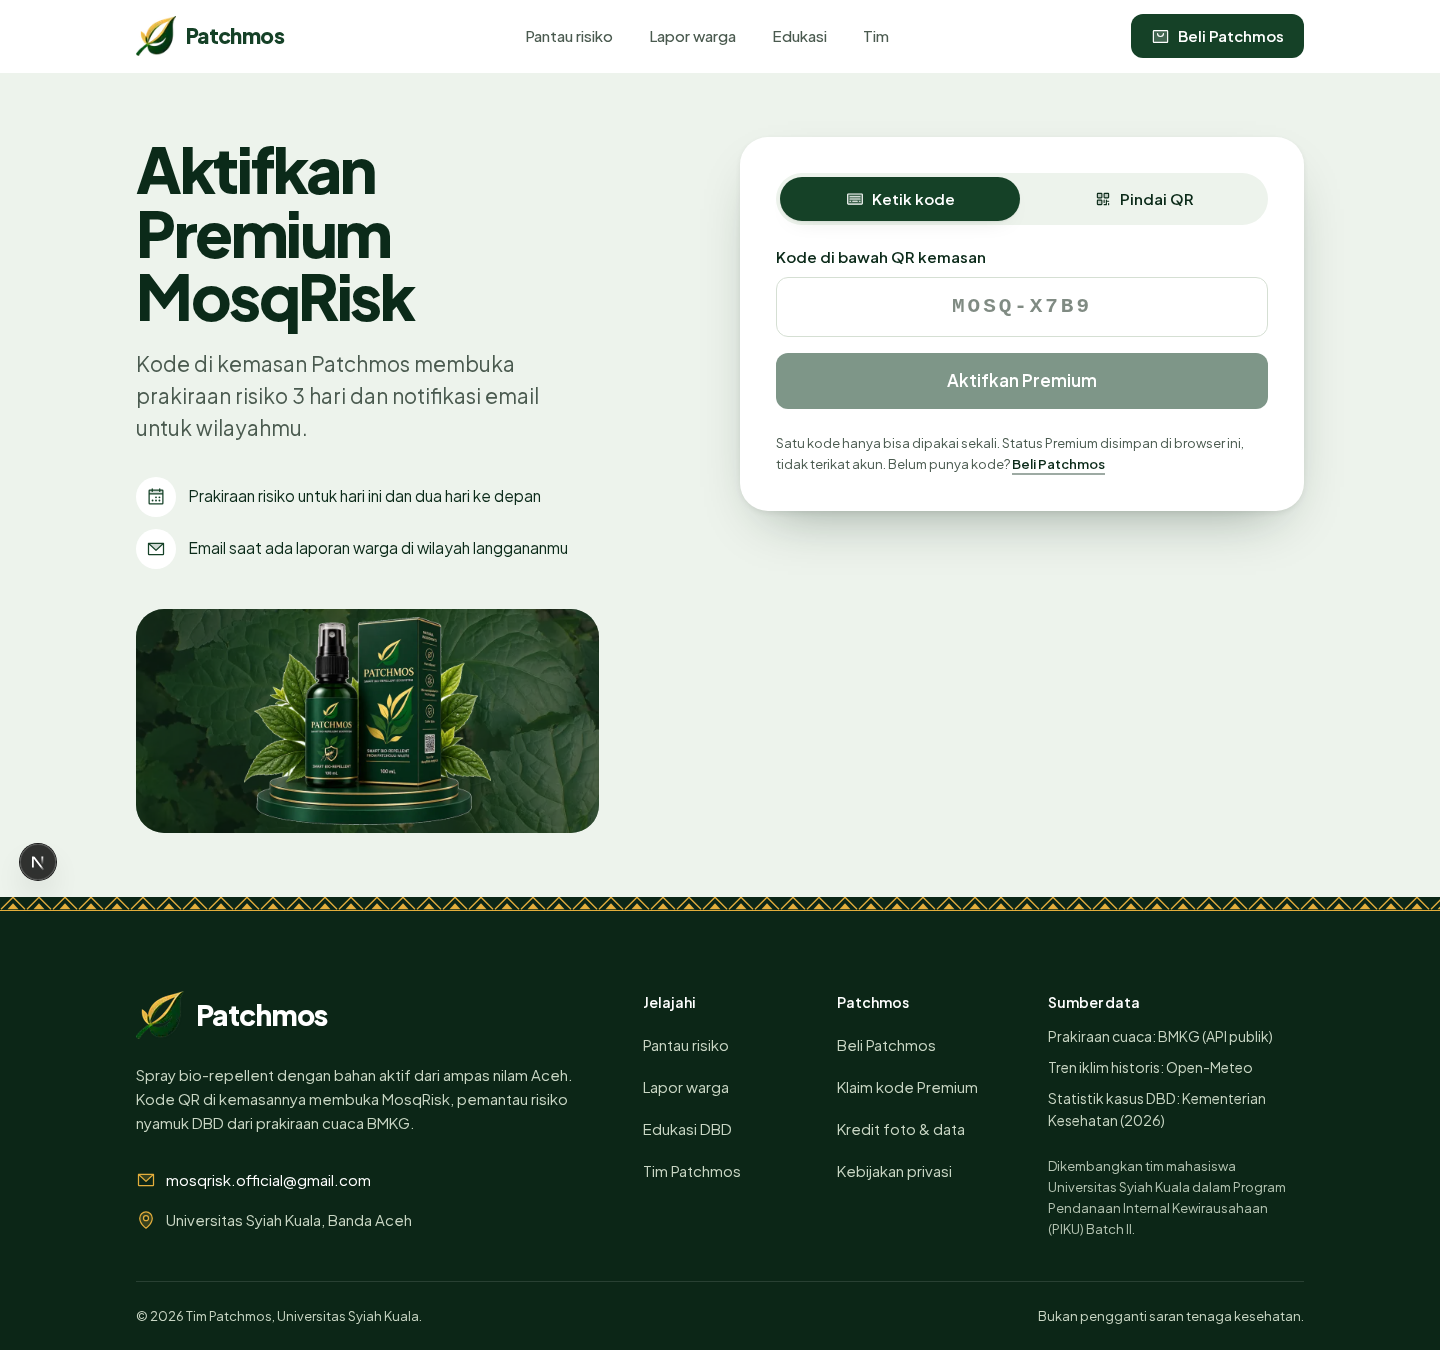 Patchmos
Pantau risiko
Lapor warga
Edukasi
Tim
Beli Patchmos
Aktifkan
Premium
MosqRisk
Kode di kemasan Patchmos membuka
prakiraan risiko 3 hari dan notifikasi email
untuk wilayahmu.
Prakiraan risiko untuk hari ini dan dua hari ke depan
Email saat ada laporan warga di wilayah langgananmu
PATCHMOS
PATCHMOS
100 mL
Ketik kode
Pindai QR
Kode di bawah QR kemasan
MOSQ-X7B9
Aktifkan Premium
Satu kode hanya bisa dipakai sekali. Status Premium disimpan di browser ini,
tidak terikat akun. Belum punya kode? Beli Patchmos
N
Patchmos
Spray bio-repellent dengan bahan aktif dari ampas nilam Aceh.
Kode QR di kemasannya membuka MosqRisk, pemantau risiko
nyamuk DBD dari prakiraan cuaca BMKG.
mosqrisk.official@gmail.com
Universitas Syiah Kuala, Banda Aceh
Jelajahi
Pantau risiko
Lapor warga
Edukasi DBD
Tim Patchmos
Patchmos
Beli Patchmos
Klaim kode Premium
Kredit foto & data
Kebijakan privasi
Sumber data
Prakiraan cuaca: BMKG (API publik)
Tren iklim historis: Open-Meteo
Statistik kasus DBD: Kementerian
Kesehatan (2026)
Dikembangkan tim mahasiswa
Universitas Syiah Kuala dalam Program
Pendanaan Internal Kewirausahaan
(PIKU) Batch II.
© 2026 Tim Patchmos, Universitas Syiah Kuala.
Bukan pengganti saran tenaga kesehatan.